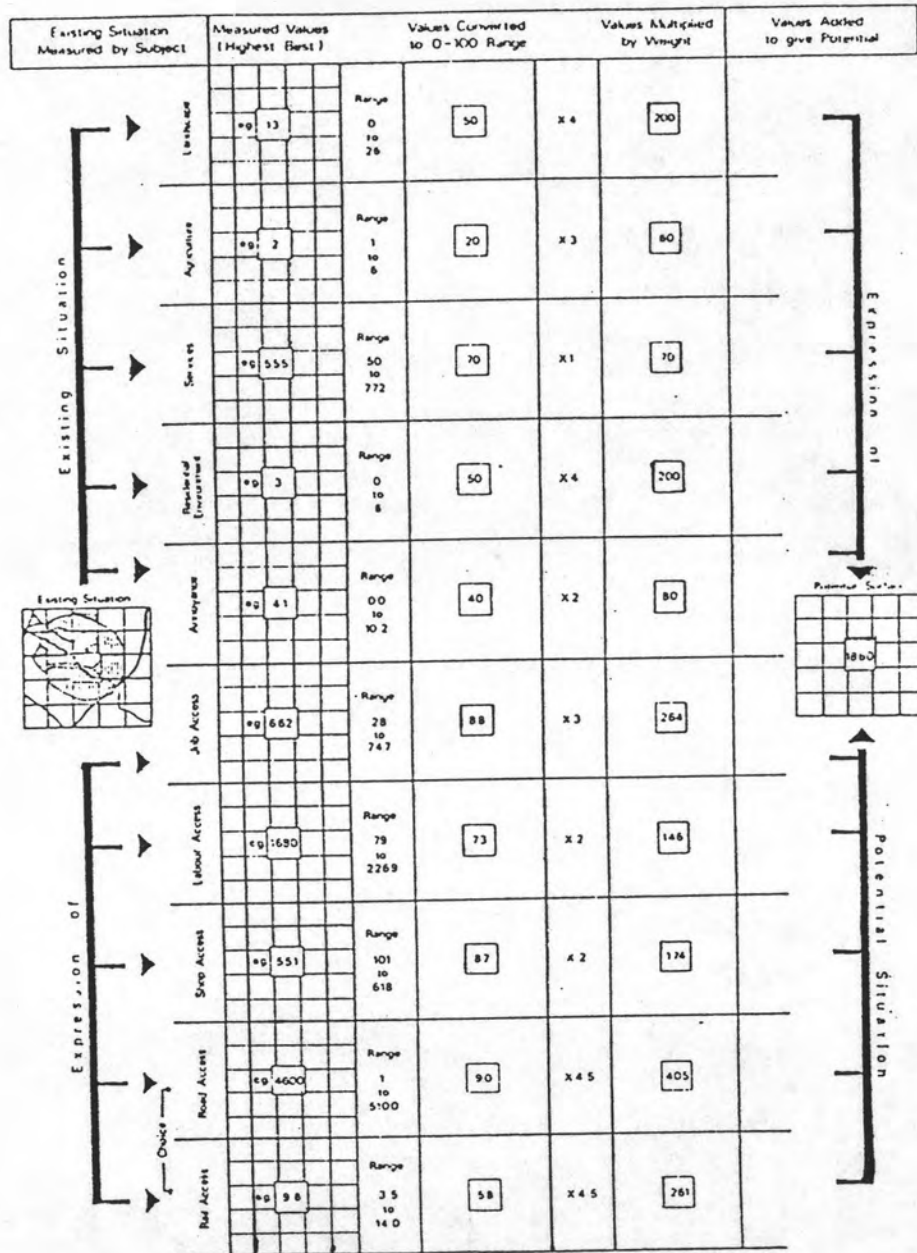 Existing Situation
Measured by Subject
Measured Values
(Highest Best)
Values Converted
to 0-100 Range
Values Multiplied
by Weight
Values Added
to give Potential
Landscape
eg 13
Range
0
to
26
50
X 4
200
Agriculture
eg 2
Range
1
to
6
20
X 3
60
Services
eg 555
Range
50
to
772
70
X1
70
Residential
Environment
eg 3
Range
0
to
6
50
X 4
200
Annoyance
eg 4.1
Range
0.0
to
10.2
40
X 2
80
Job Access
eg 662
Range
28
to
747
88
X 3
264
Labour Access
eg 1690
Range
79
to
2269
73
X 2
146
Shop Access
eg 551
Range
101
to
618
87
X 2
174
Road Access
eg 4600
Range
1
to
5100
90
X 4.5
405
Rail Access
eg 9.8
Range
3.5
to
14.0
58
X 4.5
261
Choice
Existing Situation
Expression of
Existing Situation
Expression of
Potential Surface
1860
Potential Situation